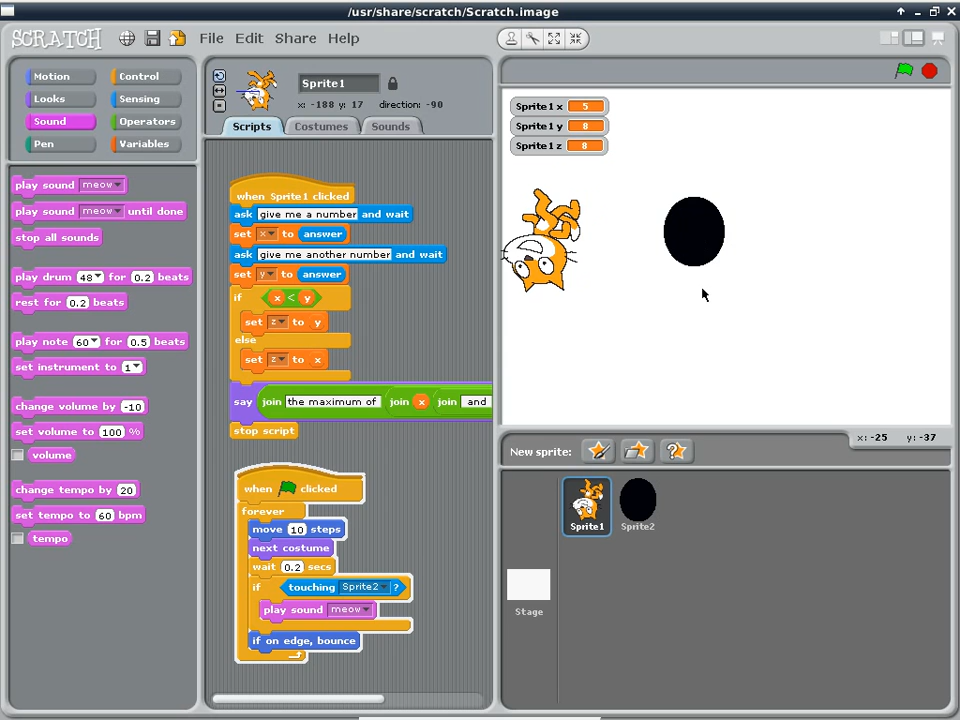 /usr/share/scratch/Scratch.image
SCRATCH File Edit Share Help
Motion Control
Looks Sensing
Sound Operators
Pen Variables
play sound meow
play sound meow until done
stop all sounds
play drum 48 for 0.2 beats
rest for 0.2 beats
play note 60 for 0.5 beats
set instrument to 1
change volume by -10
set volume to 100 %
volume
change tempo by 20
set tempo to 60 bpm
tempo
Sprite1
x: -188 y: 17 direction: -90
Scripts Costumes Sounds
when Sprite1 clicked
ask give me a number and wait
set x to answer
ask give me another number and wait
set y to answer
if x < y
set z to y
else
set z to x
say join the maximum of join x join and
stop script
when clicked
forever
move 10 steps
next costume
wait 0.2 secs
if touching Sprite2 ?
play sound meow
if on edge, bounce
Sprite1 x 5
Sprite1 y 8
Sprite1 z 8
x: -25 y: -37
New sprite:
Sprite1 Sprite2
Stage